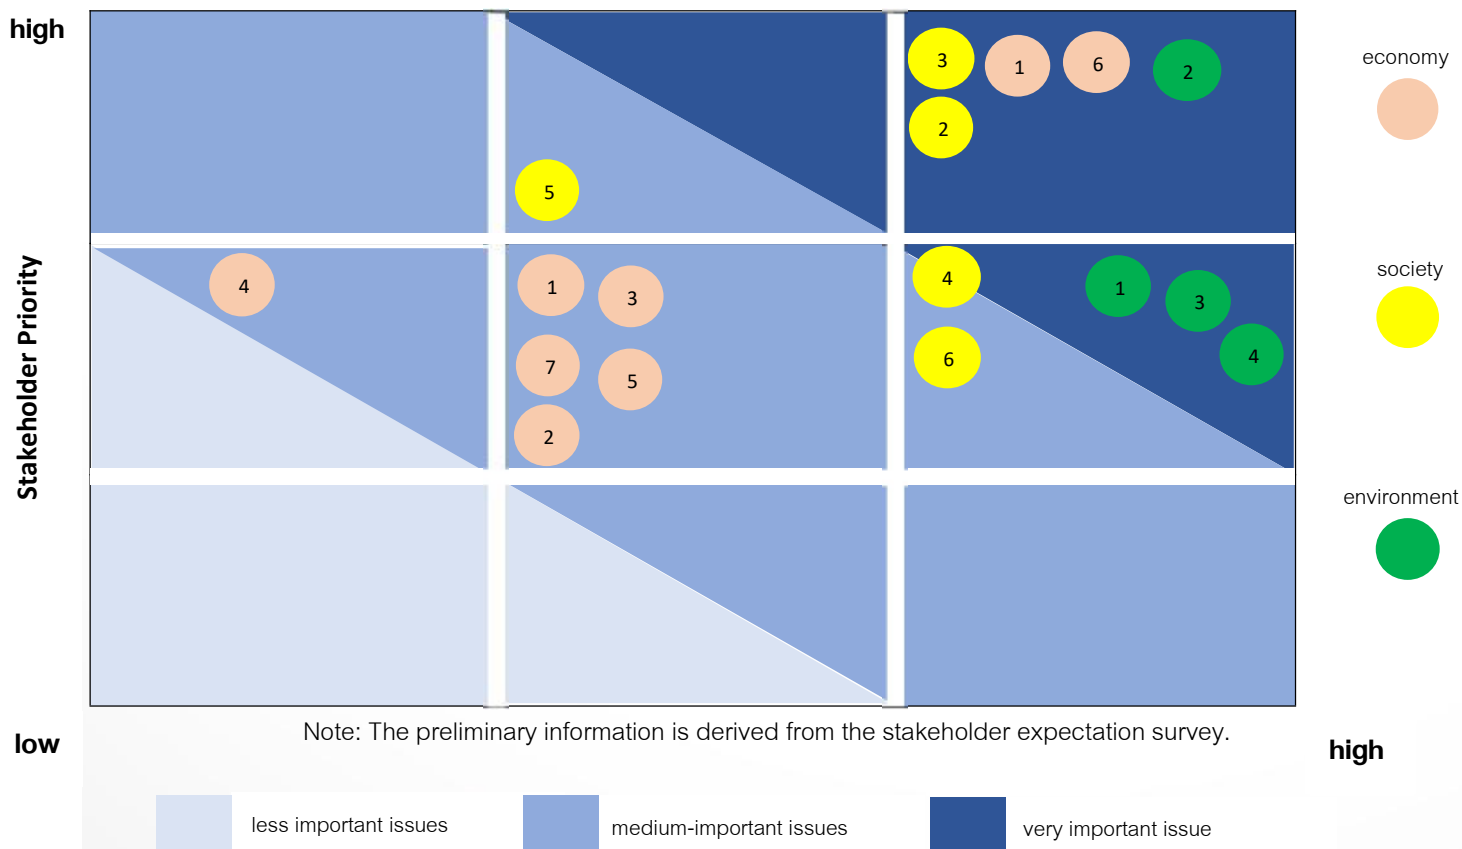 high
economy
3
1
6
2
2
5
society
Stakeholder Priority
4
1
3
4
1
3
7
5
6
4
2
environment
Note: The preliminary information is derived from the stakeholder expectation survey.
low
high
less important issues
medium-important issues
very important issue